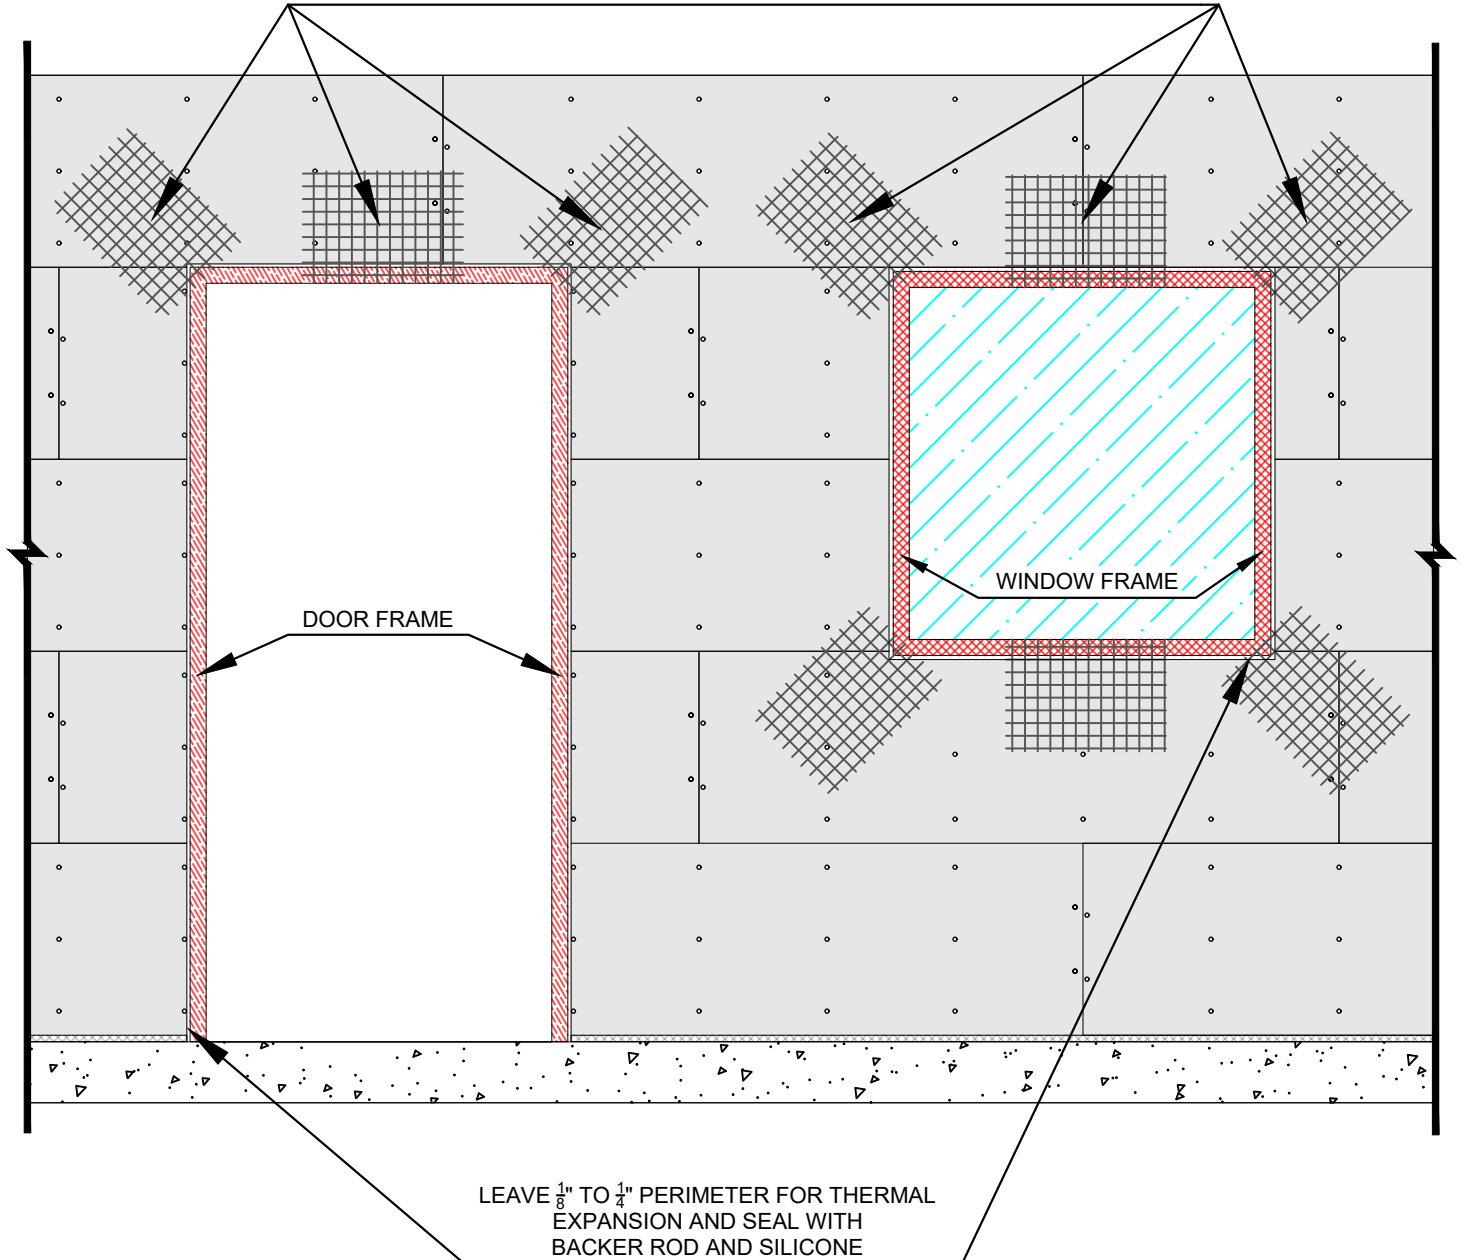 WINDOW FRAME
DOOR FRAME
LEAVE 1/8" TO 1/4" PERIMETER FOR THERMAL
EXPANSION AND SEAL WITH
BACKER ROD AND SILICONE